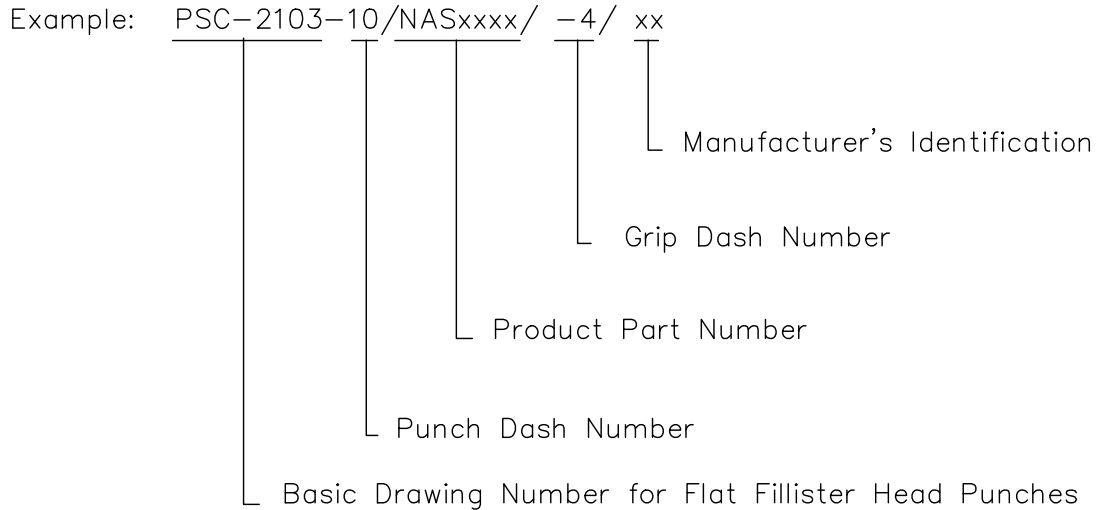 Example: PSC-2103-10/NASxxxx/ -4/ xx
Manufacturer's Identification
Grip Dash Number
Product Part Number
Punch Dash Number
Basic Drawing Number for Flat Fillister Head Punches